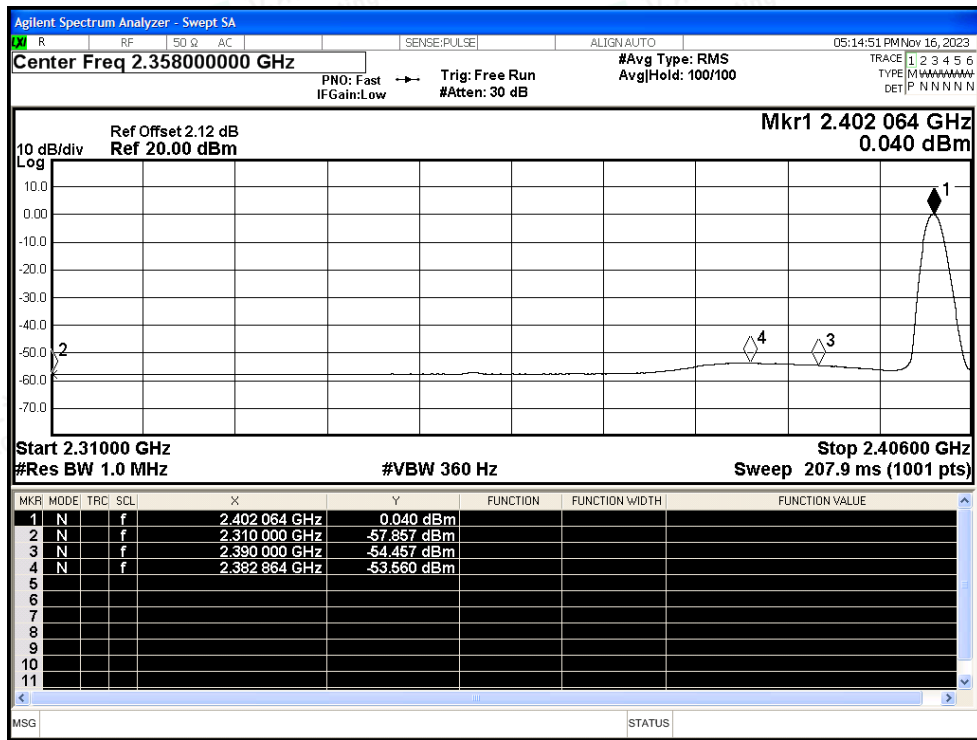 Agilent Spectrum Analyzer - Swept SA
LXI R RF 50 Ω AC SENSE:PULSE ALIGN AUTO 05:14:51 PM Nov 16, 2023
Center Freq 2.358000000 GHz
PNO: Fast
IFGain:Low
Trig: Free Run
#Atten: 30 dB
#Avg Type: RMS
Avg|Hold: 100/100
TRACE 1 2 3 4 5 6
TYPE M W W W W W
DET P N N N N N
Ref Offset 2.12 dB
10 dB/div Ref 20.00 dBm
Log
Mkr1 2.402 064 GHz
0.040 dBm
10.0
0.00
-10.0
-20.0
-30.0
-40.0
-50.0
-60.0
-70.0
1
2
4
3
Start 2.31000 GHz Stop 2.40600 GHz
#Res BW 1.0 MHz #VBW 360 Hz Sweep 207.9 ms (1001 pts)
MKR MODE TRC SCL X Y FUNCTION FUNCTION WIDTH FUNCTION VALUE
1 N f 2.402 064 GHz 0.040 dBm
2 N f 2.310 000 GHz -57.857 dBm
3 N f 2.390 000 GHz -54.457 dBm
4 N f 2.382 864 GHz -53.560 dBm
5
6
7
8
9
10
11
MSG STATUS